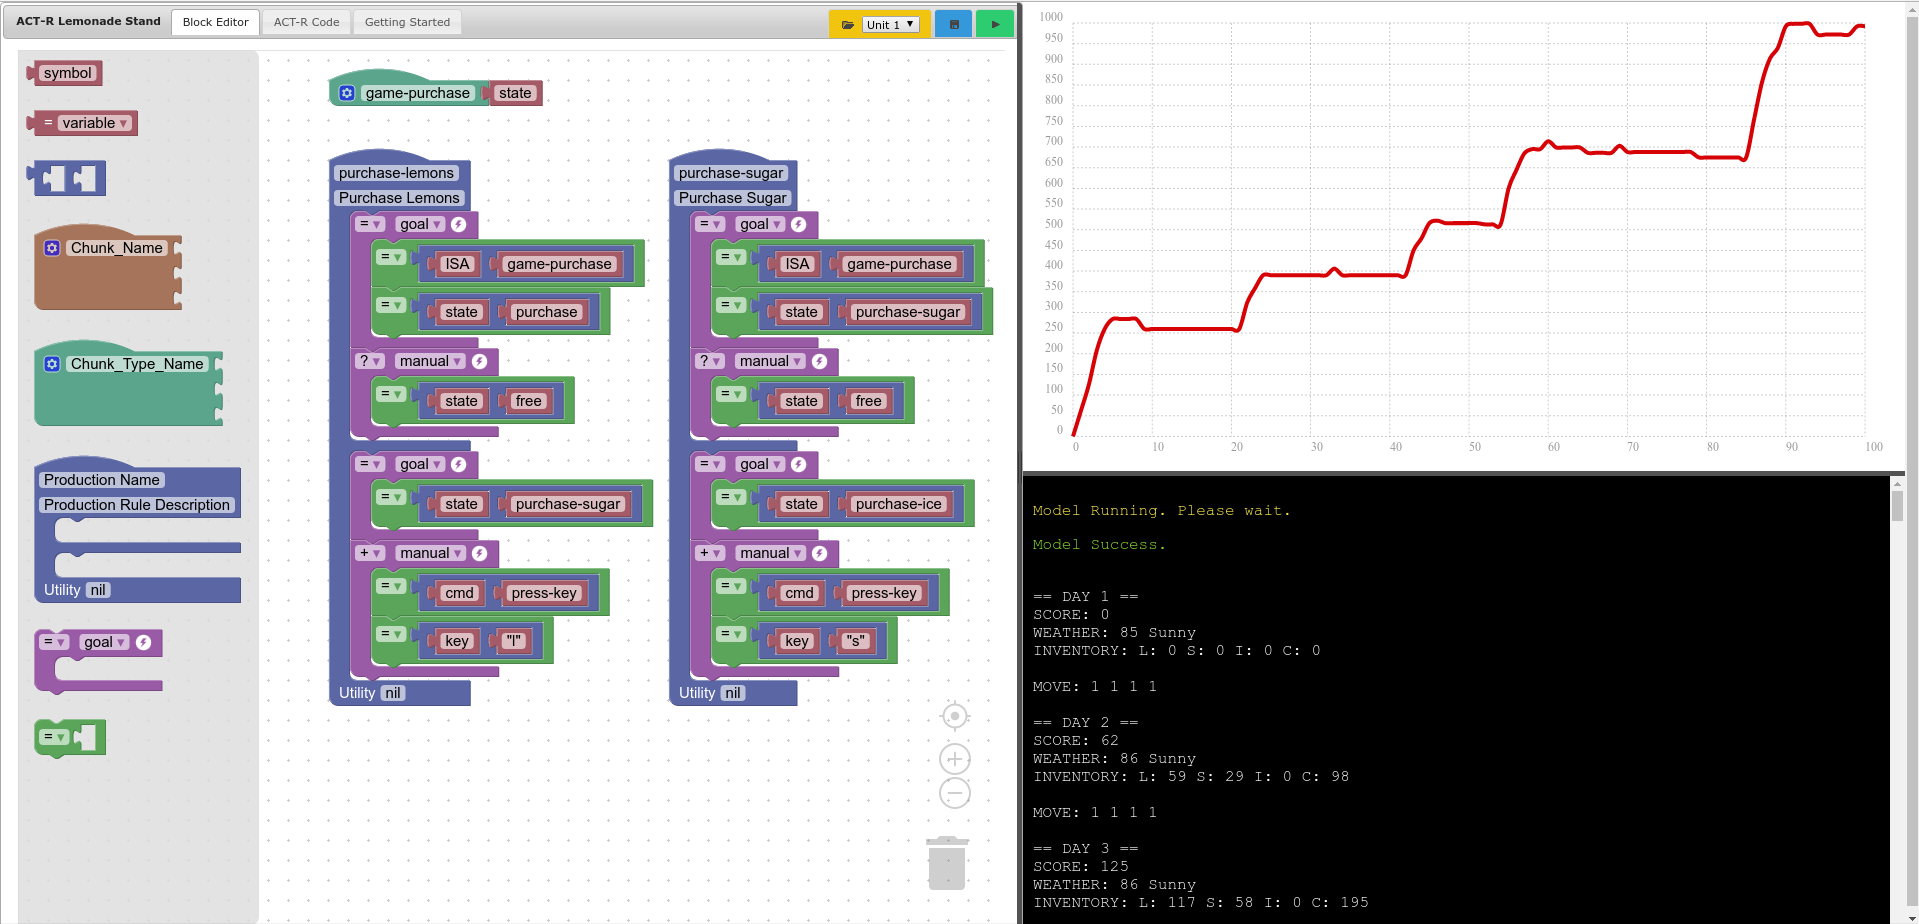 ACT-R Lemonade Stand
Block Editor
ACT-R Code
Getting Started
Unit 1 ▼
symbol
= variable ▾
Chunk_Name
Chunk_Type_Name
Production Name
Production Rule Description
Utility nil
= ▾ goal ▾
= ▾
game-purchase state
purchase-lemons
Purchase Lemons
= ▾ goal ▾
= ▾ ISA game-purchase
= ▾ state purchase
? ▾ manual ▾
= ▾ state free
= ▾ goal ▾
= ▾ state purchase-sugar
+ ▾ manual ▾
= ▾ cmd press-key
= ▾ key "l"
Utility nil
purchase-sugar
Purchase Sugar
= ▾ goal ▾
= ▾ ISA game-purchase
= ▾ state purchase-sugar
? ▾ manual ▾
= ▾ state free
= ▾ goal ▾
= ▾ state purchase-ice
+ ▾ manual ▾
= ▾ cmd press-key
= ▾ key "s"
Utility nil
1000
950
900
850
800
750
700
650
600
550
500
450
400
350
300
250
200
150
100
50
0
0 10 20 30 40 50 60 70 80 90 100
Model Running. Please wait.
Model Success.
== DAY 1 ==
SCORE: 0
WEATHER: 85 Sunny
INVENTORY: L: 0 S: 0 I: 0 C: 0
MOVE: 1 1 1 1
== DAY 2 ==
SCORE: 62
WEATHER: 86 Sunny
INVENTORY: L: 59 S: 29 I: 0 C: 98
MOVE: 1 1 1 1
== DAY 3 ==
SCORE: 125
WEATHER: 86 Sunny
INVENTORY: L: 117 S: 58 I: 0 C: 195